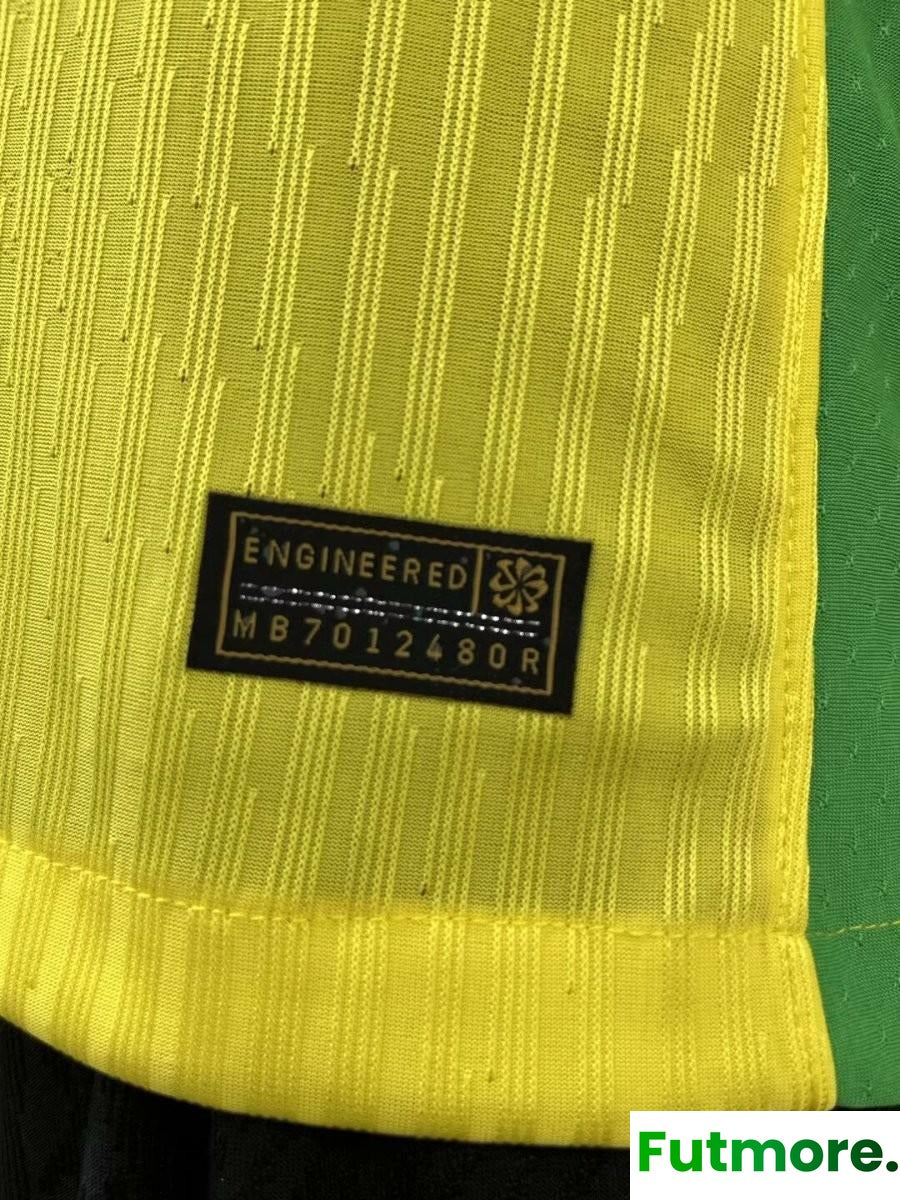 ENGINEERED
MB7012480R
Futmore.